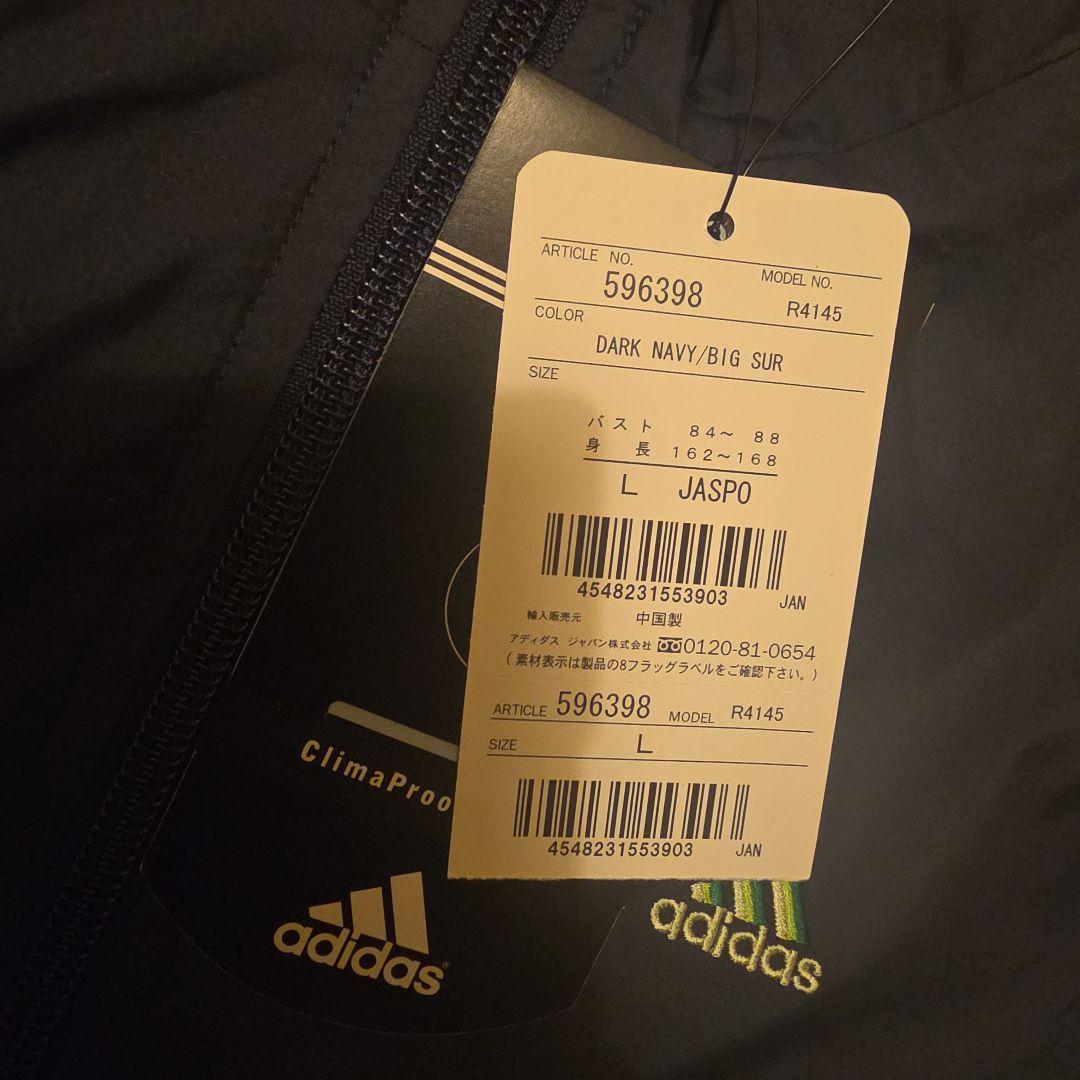 ARTICLE NO.
596398
MODEL NO.
R4145
COLOR
DARK NAVY/BIG SUR
SIZE
バスト 84～ 88
身 長 162～168
L JASPO
4548231553903 JAN
輸入販売元 中国製
アディダス ジャパン株式会社 0120-81-0654
(素材表示は製品の8フラッグラベルをご確認下さい。)
ARTICLE 596398 MODEL R4145
SIZE L
4548231553903 JAN
ClimaProo
adidas®
adidas